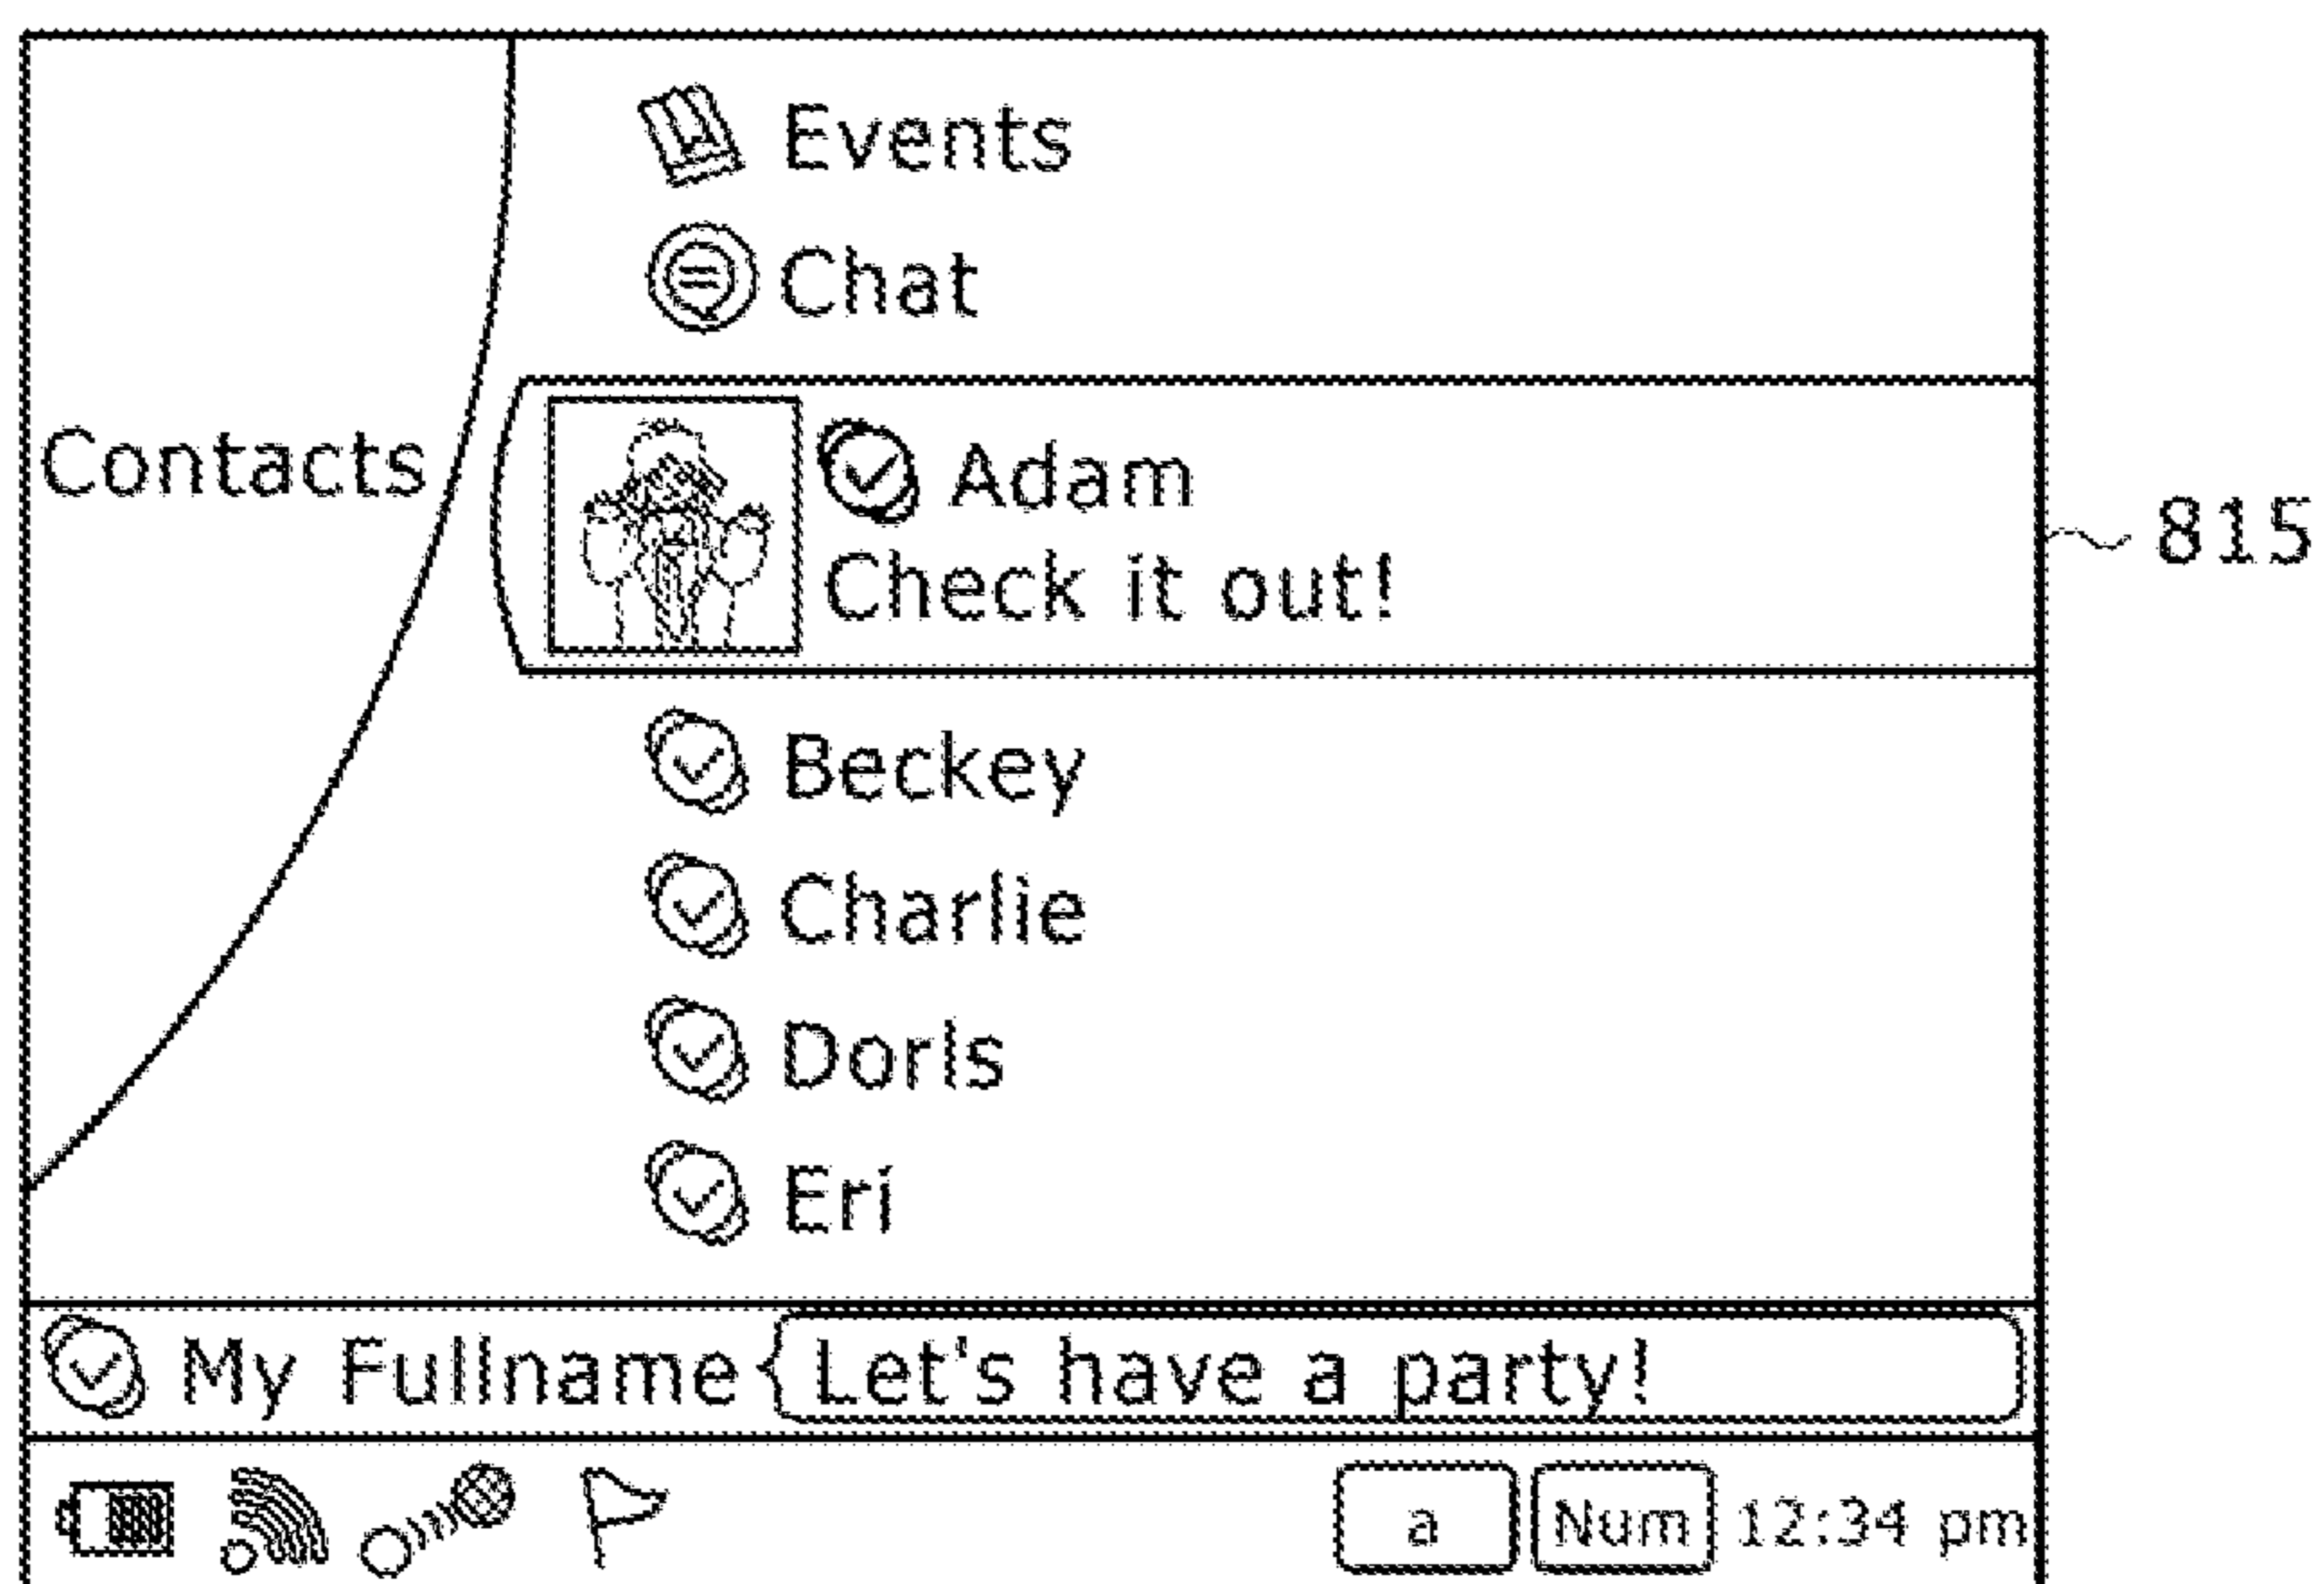 Events
Chat
Contacts
Adam
Check it out!
815
Beckey
Charlie
Doris
Eri
My Fullname
Let's have a party!
a
Num
12:34 pm